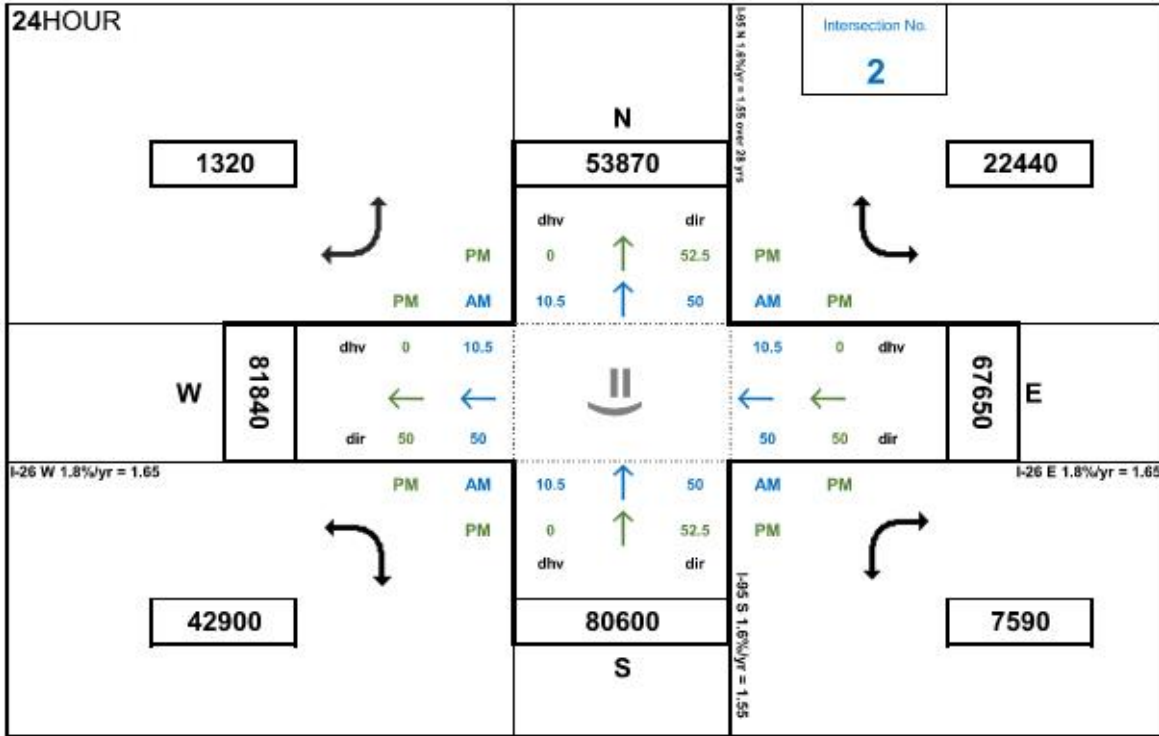 24HOUR
I-95 N 1.6%/yr = 1.55 over 28 yrs
Intersection No.
2
N
1320
53870
22440
dhv dir
PM 0 52.5 PM
PM AM 10.5 50 AM PM
dhv 0 10.5 10.5 0 dhv
W 81840 67650 E
dir 50 50 50 50 dir
I-26 W 1.8%/yr = 1.65
I-26 E 1.8%/yr = 1.65
PM AM 10.5 50 AM PM
PM 0 52.5 PM
dhv dir
I-95 S 1.6%/yr = 1.55
42900
80600
7590
S